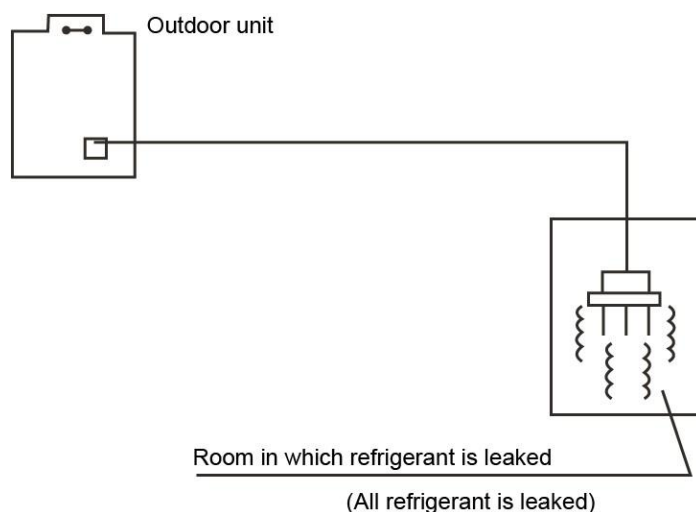 Outdoor unit
Room in which refrigerant is leaked
(All refrigerant is leaked)